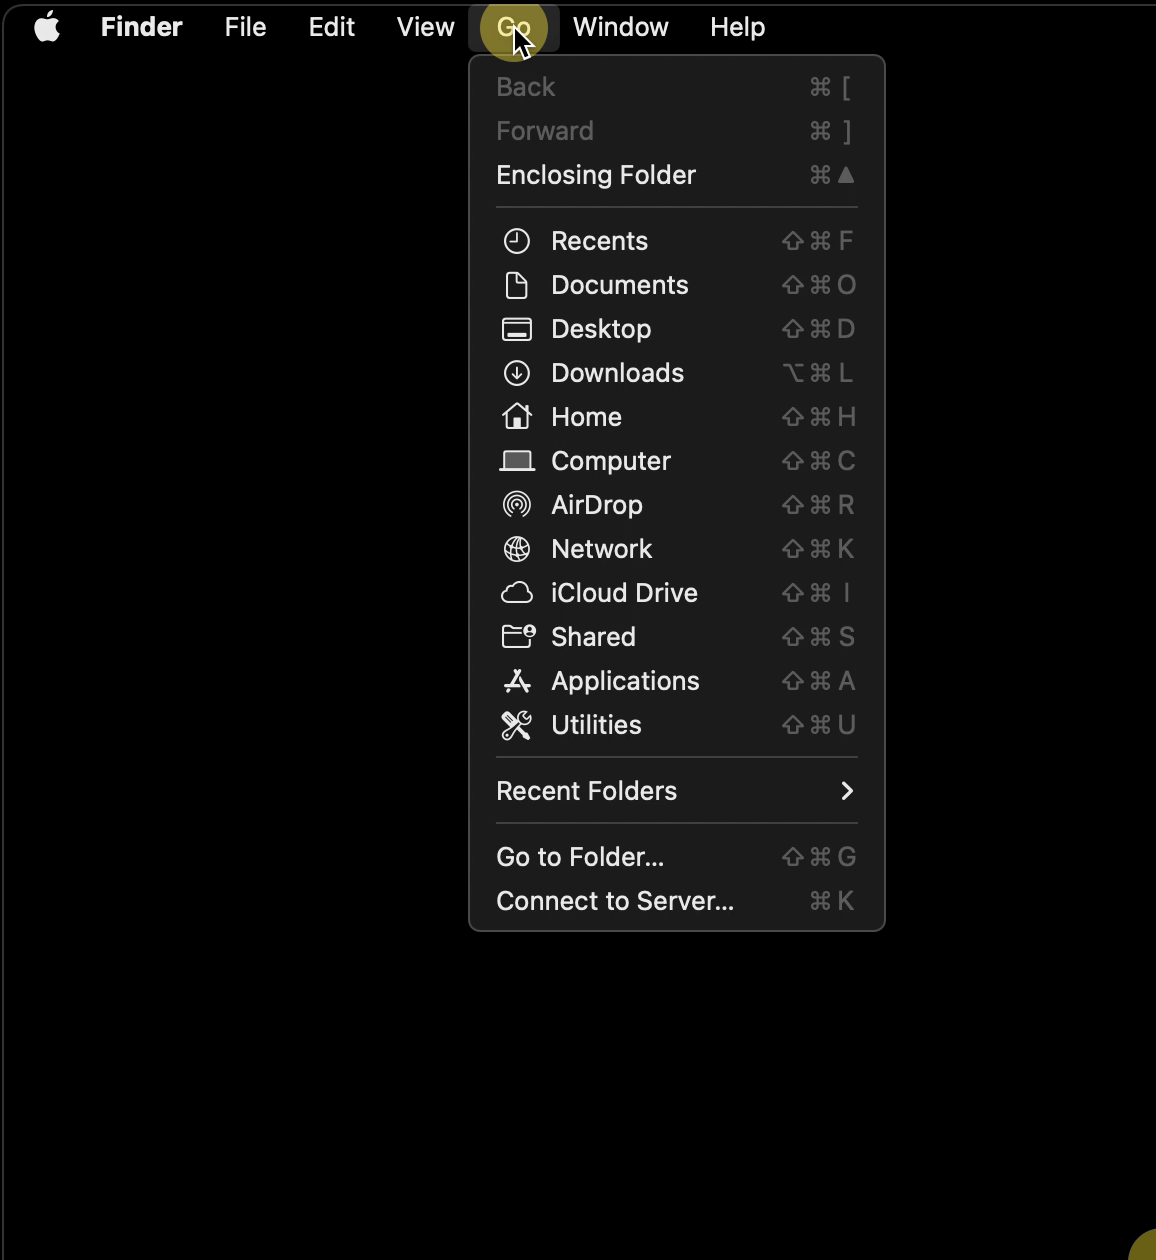 Finder File Edit View Go Window Help
Back ⌘ [
Forward ⌘ ]
Enclosing Folder ⌘ ▲
Recents ⇧ ⌘ F
Documents ⇧ ⌘ O
Desktop ⇧ ⌘ D
Downloads ⌥ ⌘ L
Home ⇧ ⌘ H
Computer ⇧ ⌘ C
AirDrop ⇧ ⌘ R
Network ⇧ ⌘ K
iCloud Drive ⇧ ⌘ I
Shared ⇧ ⌘ S
Applications ⇧ ⌘ A
Utilities ⇧ ⌘ U
Recent Folders
Go to Folder... ⇧ ⌘ G
Connect to Server... ⌘ K